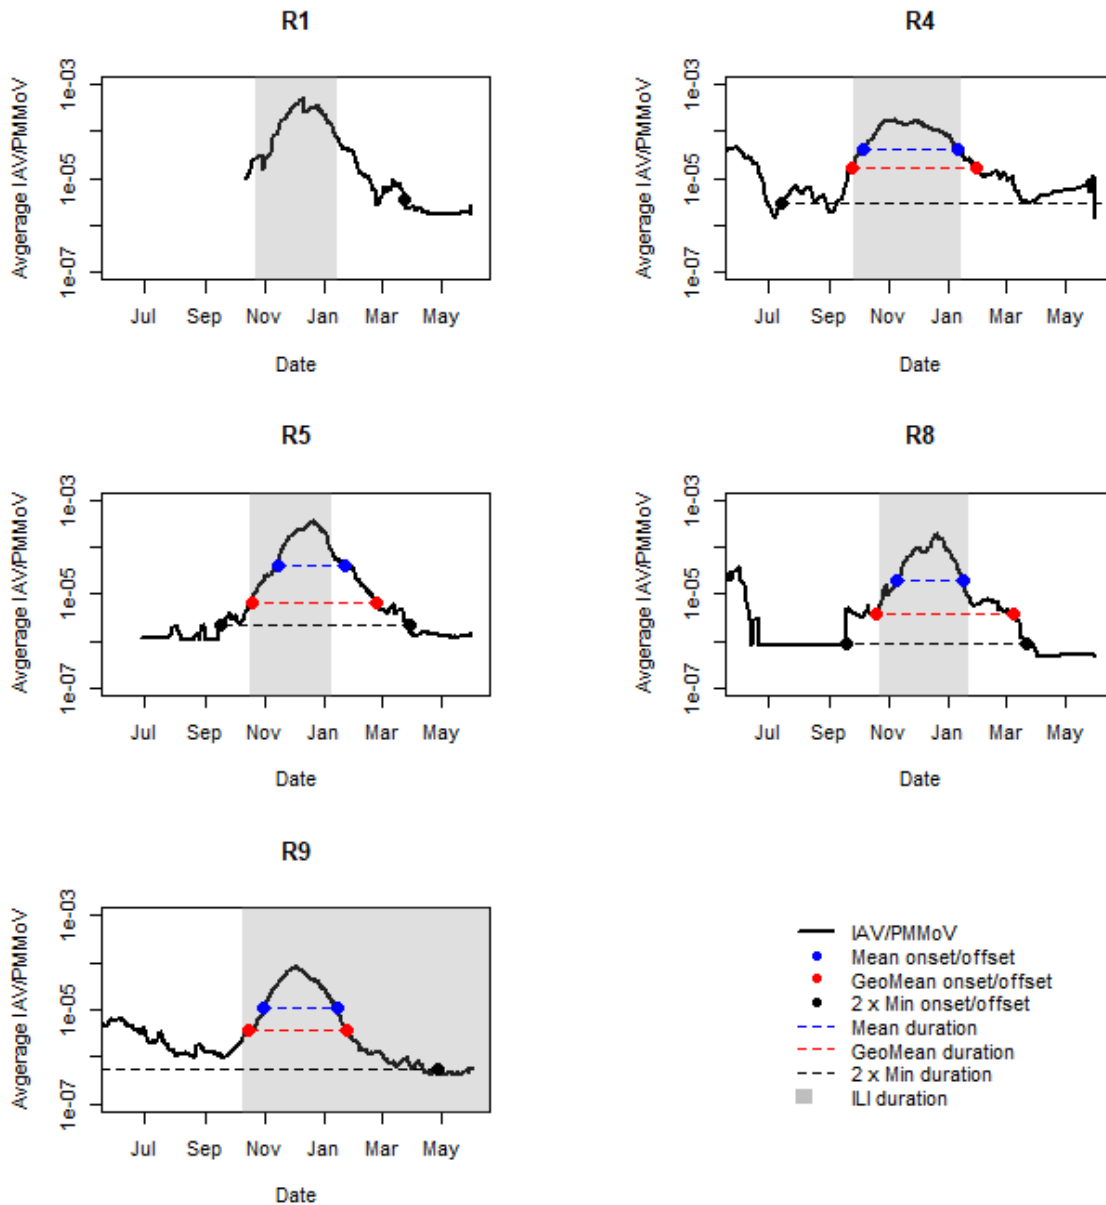 R1
Avgerage IAV/PMMoV
1e-03
1e-05
1e-07
Jul Sep Nov Jan Mar May
Date
R4
Avgerage IAV/PMMoV
1e-03
1e-05
1e-07
Jul Sep Nov Jan Mar May
Date
R5
Avgerage IAV/PMMoV
1e-03
1e-05
1e-07
Jul Sep Nov Jan Mar May
Date
R8
Avgerage IAV/PMMoV
1e-03
1e-05
1e-07
Jul Sep Nov Jan Mar May
Date
R9
Avgerage IAV/PMMoV
1e-03
1e-05
1e-07
Jul Sep Nov Jan Mar May
Date
IAV/PMMoV
Mean onset/offset
GeoMean onset/offset
2 x Min onset/offset
Mean duration
GeoMean duration
2 x Min duration
ILI duration